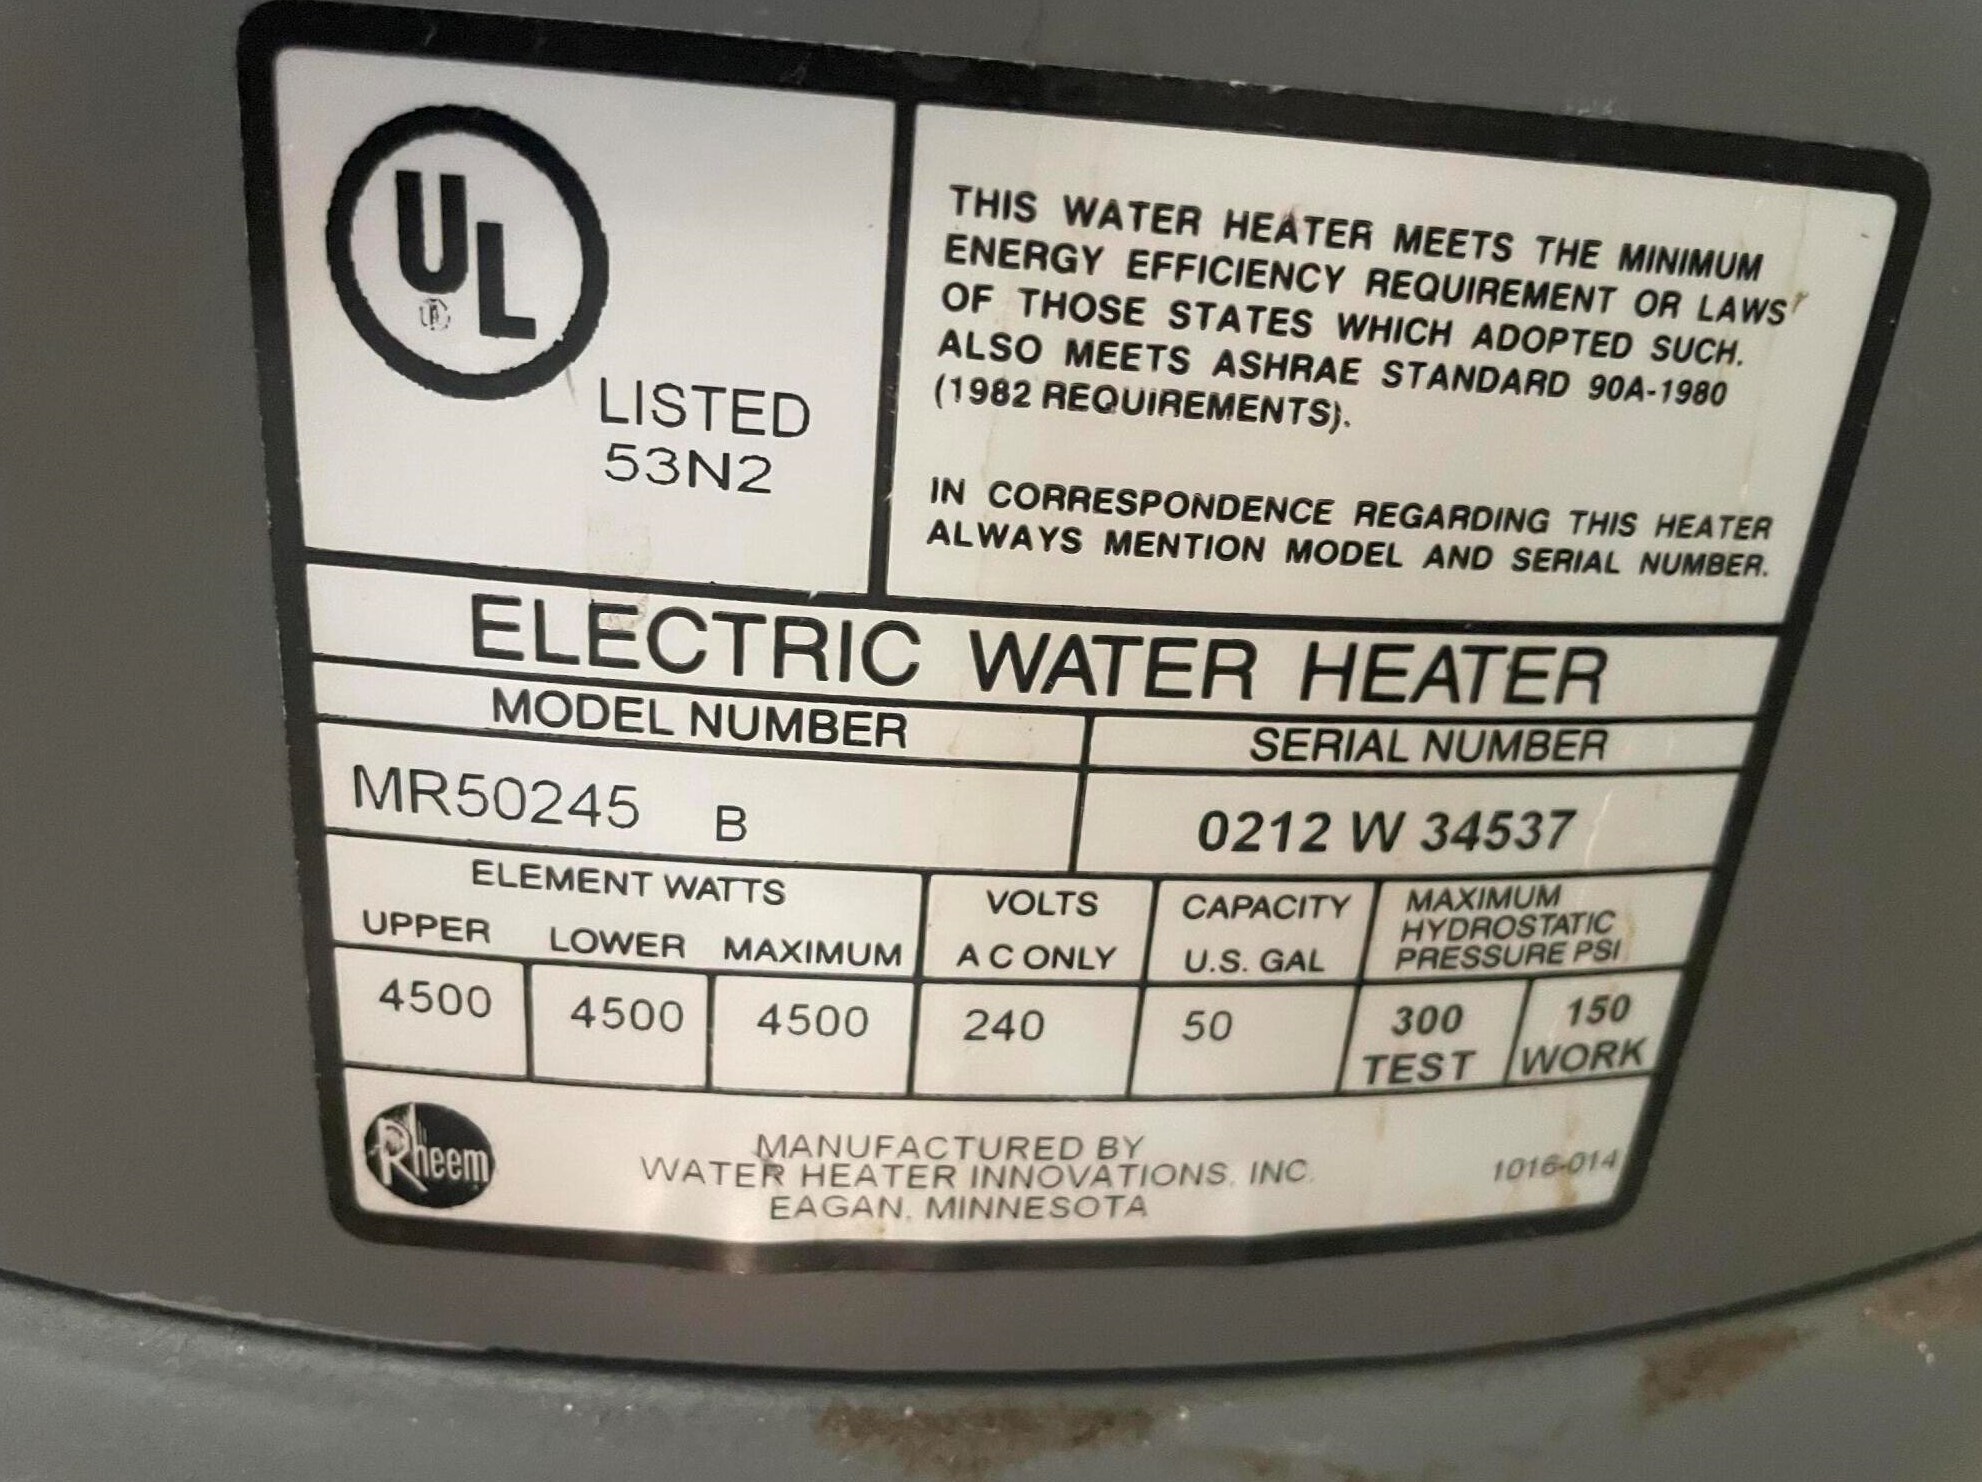 UL
LISTED
53N2
THIS WATER HEATER MEETS THE MINIMUM
ENERGY EFFICIENCY REQUIREMENT OR LAWS
OF THOSE STATES WHICH ADOPTED SUCH.
ALSO MEETS ASHRAE STANDARD 90A-1980
(1982 REQUIREMENTS).
IN CORRESPONDENCE REGARDING THIS HEATER
ALWAYS MENTION MODEL AND SERIAL NUMBER.
ELECTRIC WATER HEATER
MODEL NUMBER
MR50245 B
SERIAL NUMBER
0212 W 34537
ELEMENT WATTS
UPPER LOWER MAXIMUM
4500 4500 4500
VOLTS
A C ONLY
240
CAPACITY
U.S. GAL
50
MAXIMUM
HYDROSTATIC
PRESSURE PSI
300 150
TEST WORK
Rheem
MANUFACTURED BY
WATER HEATER INNOVATIONS, INC.
EAGAN, MINNESOTA
1016-014